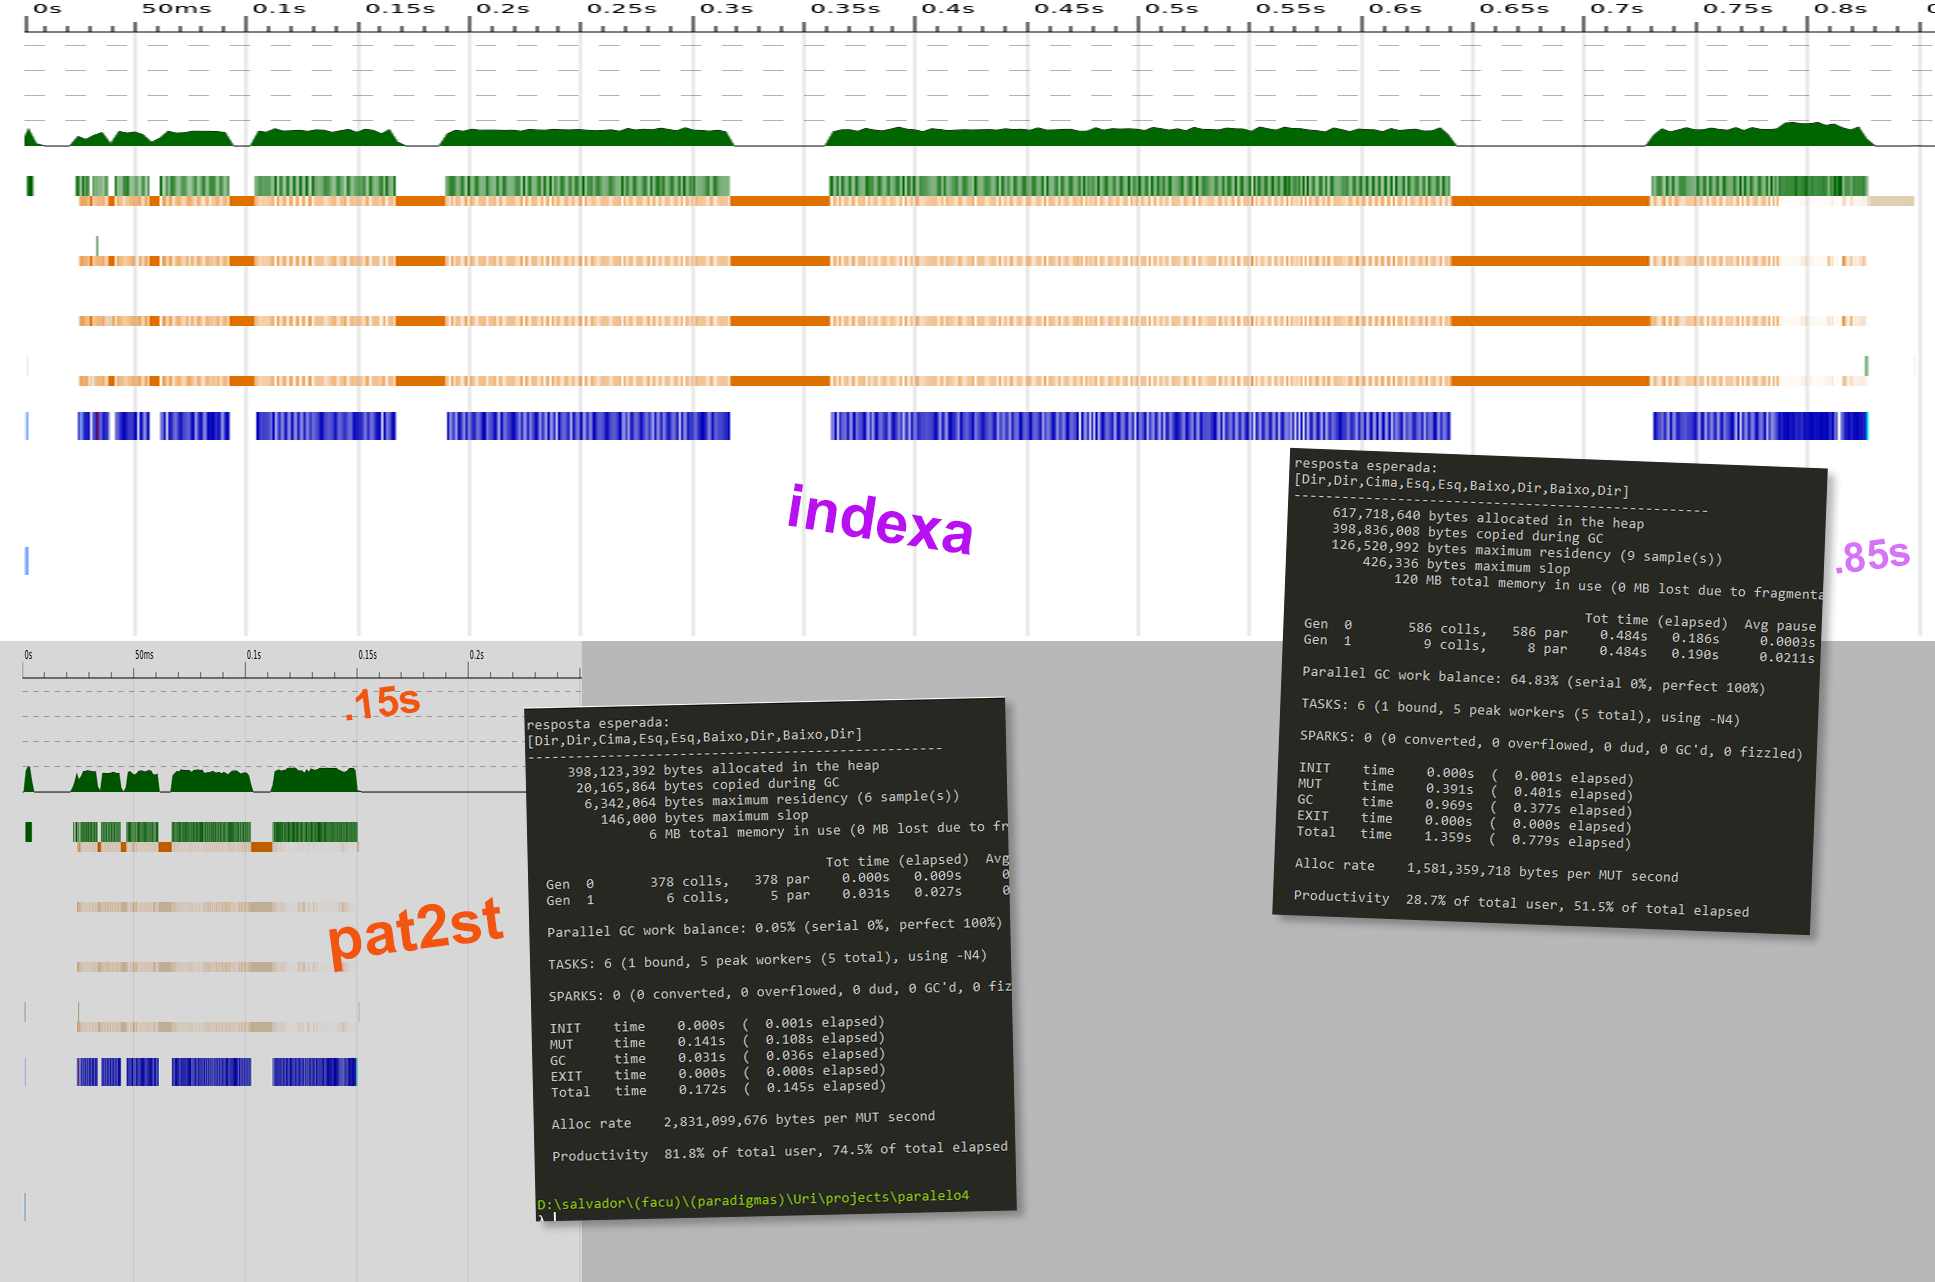 0s 50ms 0.1s 0.15s 0.2s 0.25s 0.3s 0.35s 0.4s 0.45s 0.5s 0.55s 0.6s 0.65s 0.7s 0.75s 0.8s
indexa
resposta esperada:
[Dir,Dir,Cima,Esq,Esq,Baixo,Dir,Baixo,Dir]
---------------------------------------------------
617,718,640 bytes allocated in the heap
398,836,008 bytes copied during GC
126,520,992 bytes maximum residency (9 sample(s))
426,336 bytes maximum slop
120 MB total memory in use (0 MB lost due to fragmenta
Tot time (elapsed) Avg pause
Gen 0 586 colls, 586 par 0.484s 0.186s 0.0003s
Gen 1 9 colls, 8 par 0.484s 0.190s 0.0211s
Parallel GC work balance: 64.83% (serial 0%, perfect 100%)
TASKS: 6 (1 bound, 5 peak workers (5 total), using -N4)
SPARKS: 0 (0 converted, 0 overflowed, 0 dud, 0 GC'd, 0 fizzled)
INIT time 0.000s ( 0.001s elapsed)
MUT time 0.391s ( 0.401s elapsed)
GC time 0.969s ( 0.377s elapsed)
EXIT time 0.000s ( 0.000s elapsed)
Total time 1.359s ( 0.779s elapsed)
Alloc rate 1,581,359,718 bytes per MUT second
Productivity 28.7% of total user, 51.5% of total elapsed
.85s
0s 50ms 0.1s 0.15s 0.2s
.15s
pat2st
resposta esperada:
[Dir,Dir,Cima,Esq,Esq,Baixo,Dir,Baixo,Dir]
---------------------------------------------------
398,123,392 bytes allocated in the heap
20,165,864 bytes copied during GC
6,342,064 bytes maximum residency (6 sample(s))
146,000 bytes maximum slop
6 MB total memory in use (0 MB lost due to fr
Tot time (elapsed) Avg
Gen 0 378 colls, 378 par 0.000s 0.009s 0
Gen 1 6 colls, 5 par 0.031s 0.027s 0
Parallel GC work balance: 0.05% (serial 0%, perfect 100%)
TASKS: 6 (1 bound, 5 peak workers (5 total), using -N4)
SPARKS: 0 (0 converted, 0 overflowed, 0 dud, 0 GC'd, 0 fiz
INIT time 0.000s ( 0.001s elapsed)
MUT time 0.141s ( 0.108s elapsed)
GC time 0.031s ( 0.036s elapsed)
EXIT time 0.000s ( 0.000s elapsed)
Total time 0.172s ( 0.145s elapsed)
Alloc rate 2,831,099,676 bytes per MUT second
Productivity 81.8% of total user, 74.5% of total elapsed
D:\salvador\(facu)\(paradigmas)\Uri\projects\paralelo4